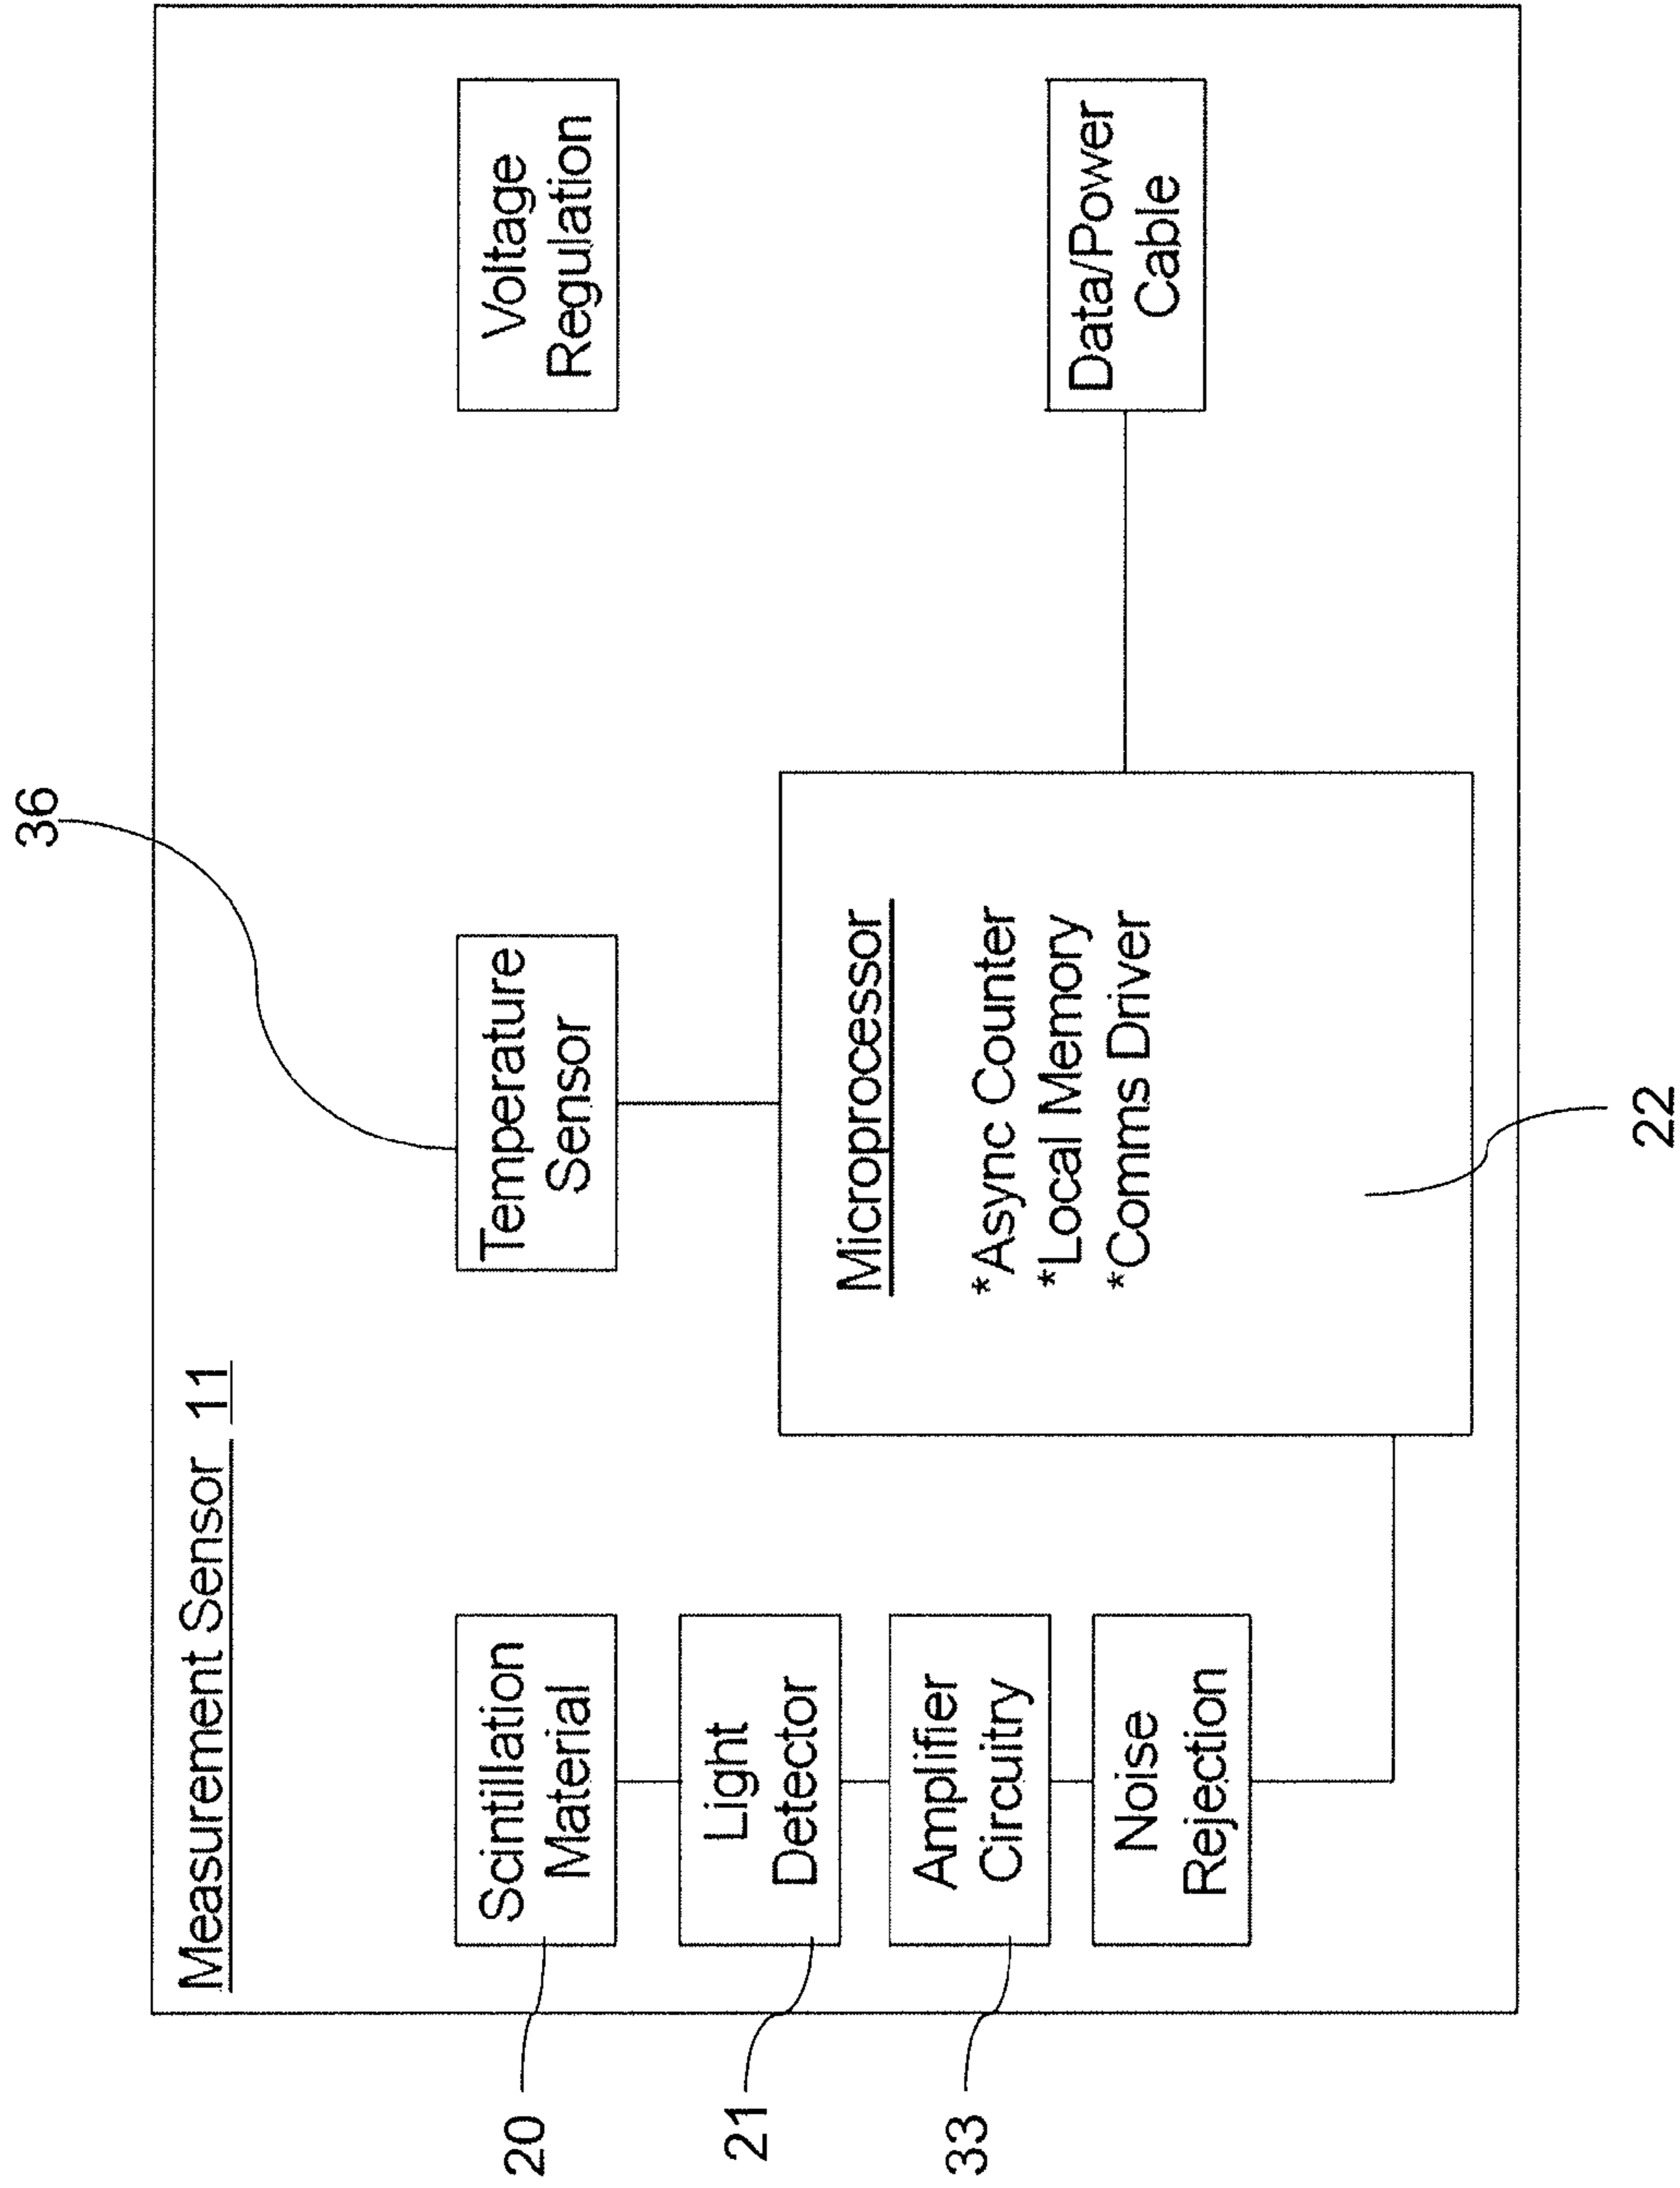 36
Measurement Sensor 11
Scintillation
Material
Temperature
Sensor
Voltage
Regulation
20
Light
Detector
21
Amplifier
Circuitry
33
Noise
Rejection
Microprocessor
*Async Counter
*Local Memory
*Comms Driver
Data/Power
Cable
22